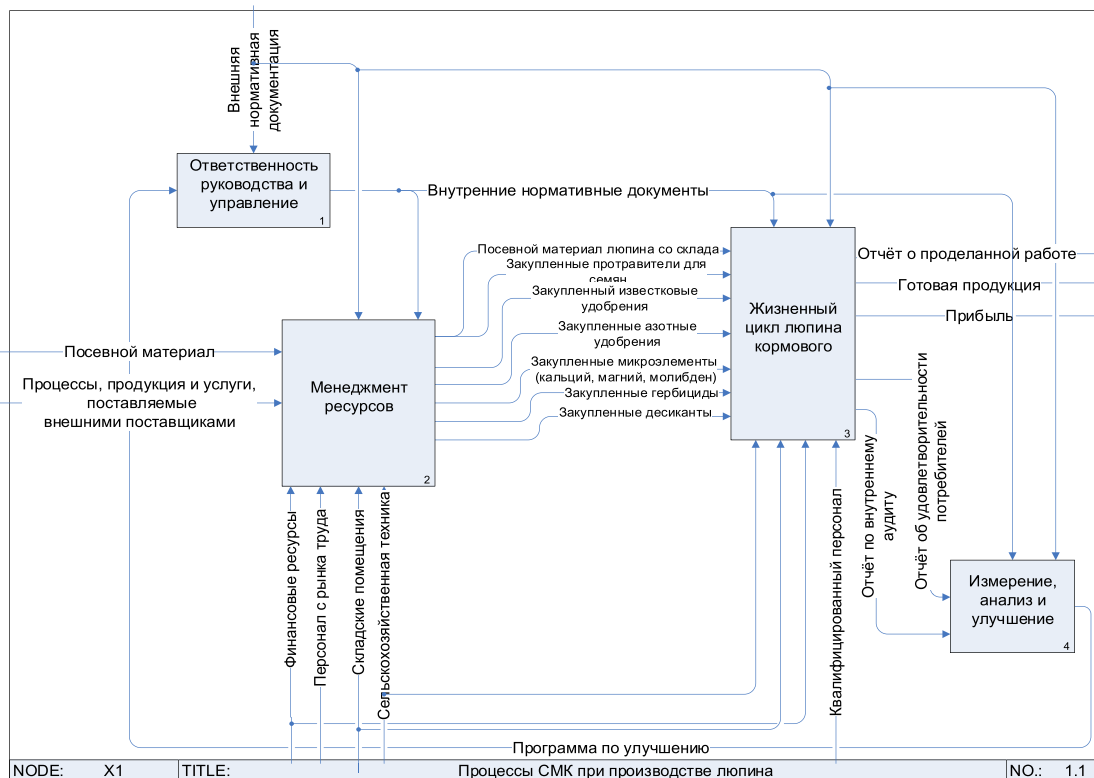 Внешняя
нормативная
документация
Ответственность
руководства и
управление
1
Внутренние нормативные документы
Посевной материал люпина со склада
Закупленные протравители для
семян
Закупленный известковые
удобрения
Закупленные азотные
удобрения
Закупленные микроэлементы
(кальций, магний, молибден)
Закупленные гербициды
Закупленные десиканты
Жизненный
цикл люпина
кормового
3
Отчёт о проделанной работе
Готовая продукция
Прибыль
Посевной материал
Процессы, продукция и услуги,
поставляемые
внешними поставщиками
Менеджмент
ресурсов
2
Финансовые ресурсы
Персонал с рынка труда
Складские помещения
Сельскохозяйственная техника
Квалифицированный персонал
Отчёт по внутреннему
аудиту
Отчёт об удовлетворительности
потребителей
Измерение,
анализ и
улучшение
4
Программа по улучшению
NODE: X1 TITLE: Процессы СМК при производстве люпина NO.: 1.1